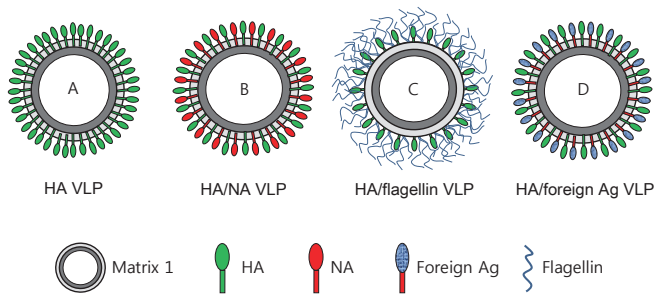 A
B
C
D
HA VLP
HA/NA VLP
HA/flagellin VLP
HA/foreign Ag VLP
Matrix 1
HA
NA
Foreign Ag
Flagellin